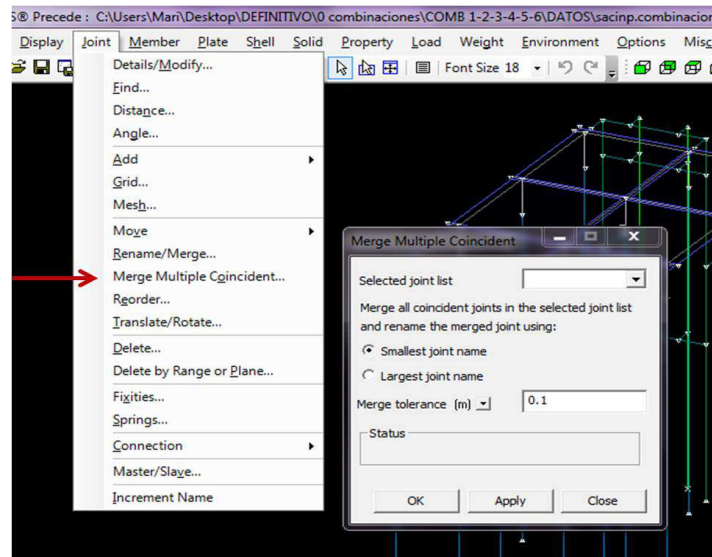 S® Precede : C:\Users\Mari\Desktop\DEFINITIVO\0 combinaciones\COMB 1-2-3-4-5-6\DATOS\sacinp.combinacion
Display Joint Member Plate Shell Solid Property Load Weight Environment Options Misc
Font Size 18
Details/Modify...
Find...
Distance...
Angle...
Add
Grid...
Mesh...
Move
Rename/Merge...
Merge Multiple Coincident...
Reorder...
Translate/Rotate...
Delete...
Delete by Range or Plane...
Fixities...
Springs...
Connection
Master/Slave...
Increment Name
Merge Multiple Coincident
Selected joint list
Merge all coincident joints in the selected joint list
and rename the merged joint using:
Smallest joint name
Largest joint name
Merge tolerance (m) 0.1
Status
OK Apply Close